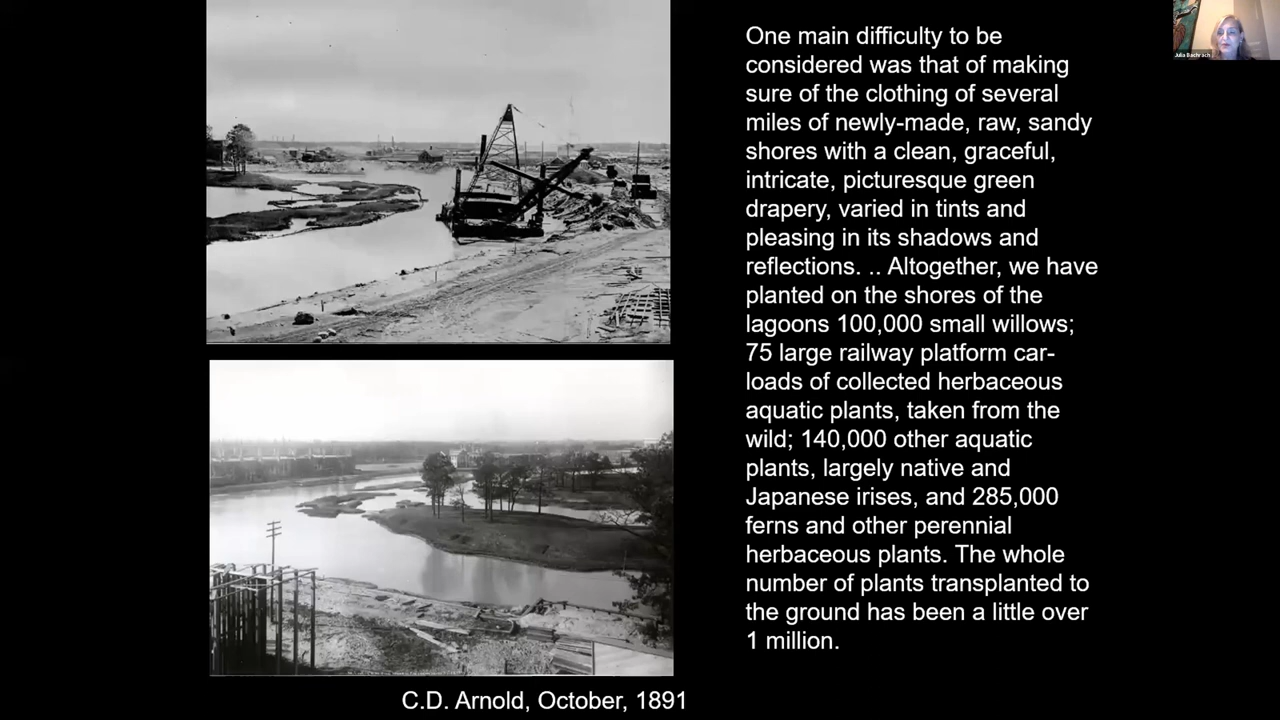 One main difficulty to be
considered was that of making
sure of the clothing of several
miles of newly-made, raw, sandy
shores with a clean, graceful,
intricate, picturesque green
drapery, varied in tints and
pleasing in its shadows and
reflections. .. Altogether, we have
planted on the shores of the
lagoons 100,000 small willows;
75 large railway platform car-
loads of collected herbaceous
aquatic plants, taken from the
wild; 140,000 other aquatic
plants, largely native and
Japanese irises, and 285,000
ferns and other perennial
herbaceous plants. The whole
number of plants transplanted to
the ground has been a little over
1 million.
C.D. Arnold, October, 1891
Julia Bachrach